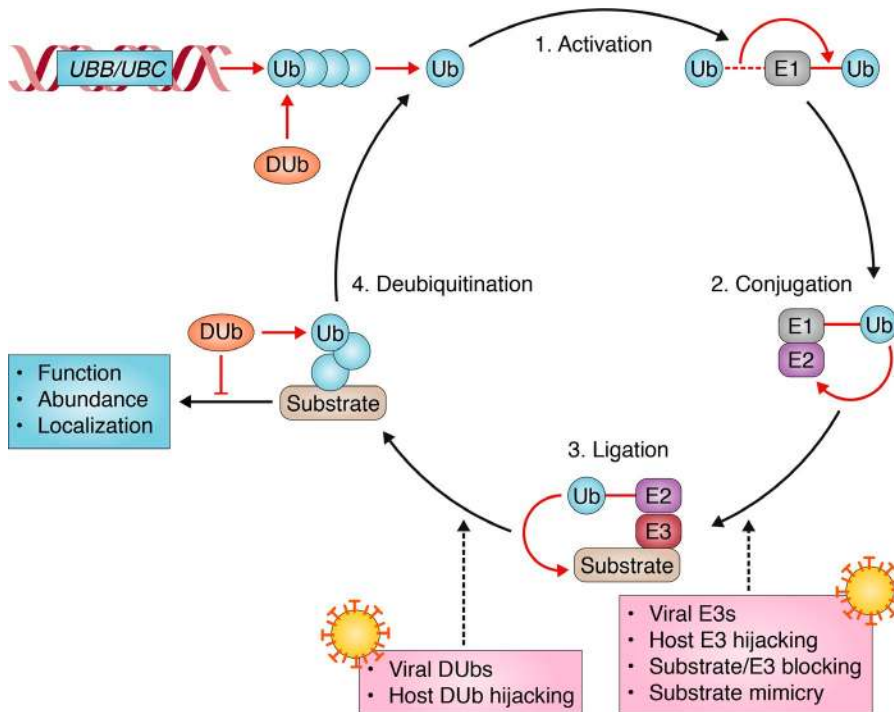 UBB/UBC
Ub
Ub
1. Activation
Ub
E1
Ub
DUb
2. Conjugation
E1
Ub
E2
4. Deubiquitination
DUb
Ub
Substrate
• Function
• Abundance
• Localization
3. Ligation
Ub
E2
E3
Substrate
• Viral DUbs
• Host DUb hijacking
• Viral E3s
• Host E3 hijacking
• Substrate/E3 blocking
• Substrate mimicry